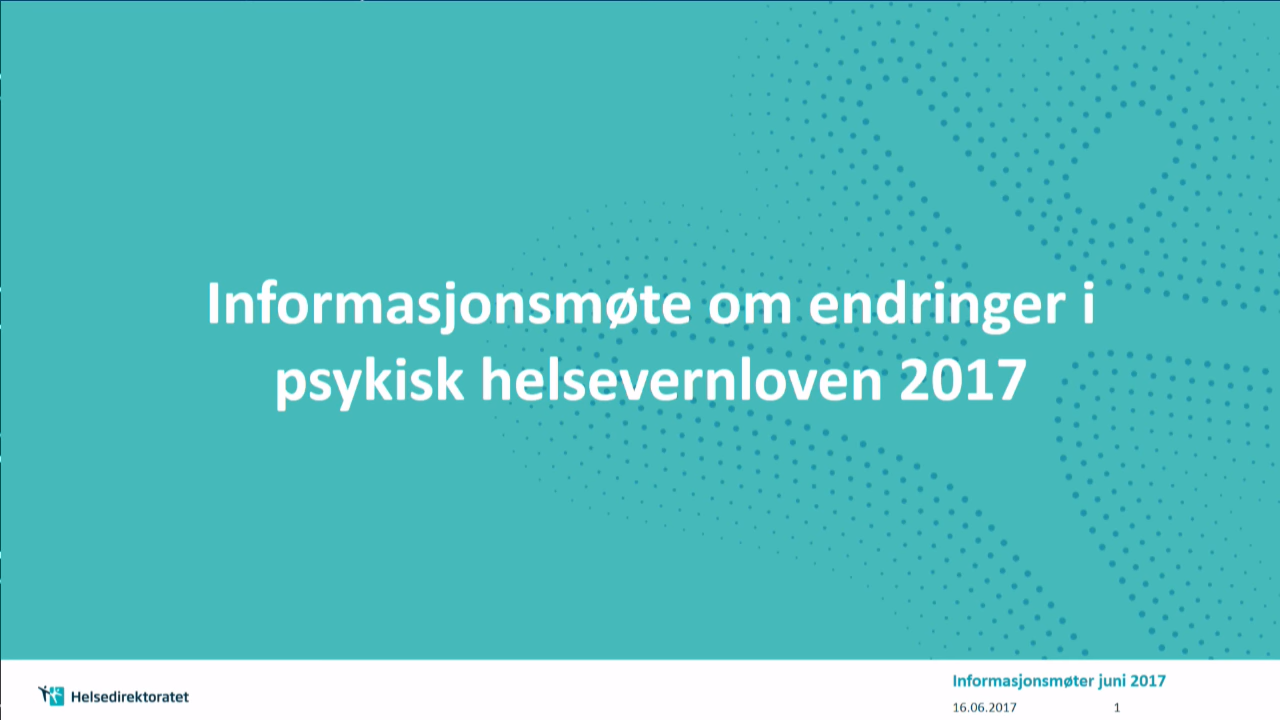 Informasjonsmøte om endringer i
psykisk helsevernloven 2017
Helsedirektoratet
Informasjonsmøter juni 2017
16.06.2017 1